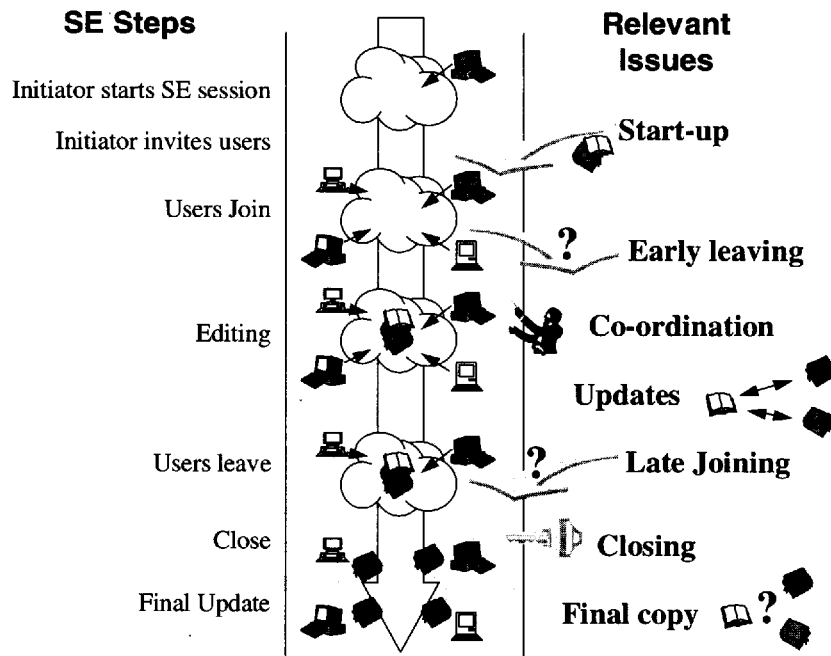 SE Steps
Relevant
Issues
Initiator starts SE session
Initiator invites users
Start-up
Users Join
?
Early leaving
Editing
Co-ordination
Updates
Users leave
?
Late Joining
Close
Closing
Final Update
Final copy
?